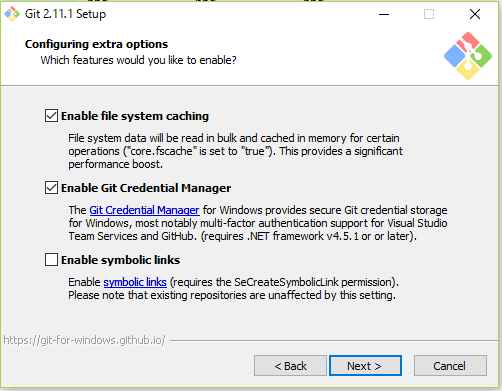 Git 2.11.1 Setup
Configuring extra options
Which features would you like to enable?
Enable file system caching
File system data will be read in bulk and cached in memory for certain
operations ("core.fscache" is set to "true"). This provides a significant
performance boost.
Enable Git Credential Manager
The Git Credential Manager for Windows provides secure Git credential storage
for Windows, most notably multi-factor authentication support for Visual Studio
Team Services and GitHub. (requires .NET framework v4.5.1 or or later).
Enable symbolic links
Enable symbolic links (requires the SeCreateSymbolicLink permission).
Please note that existing repositories are unaffected by this setting.
https://git-for-windows.github.io/
< Back
Next >
Cancel